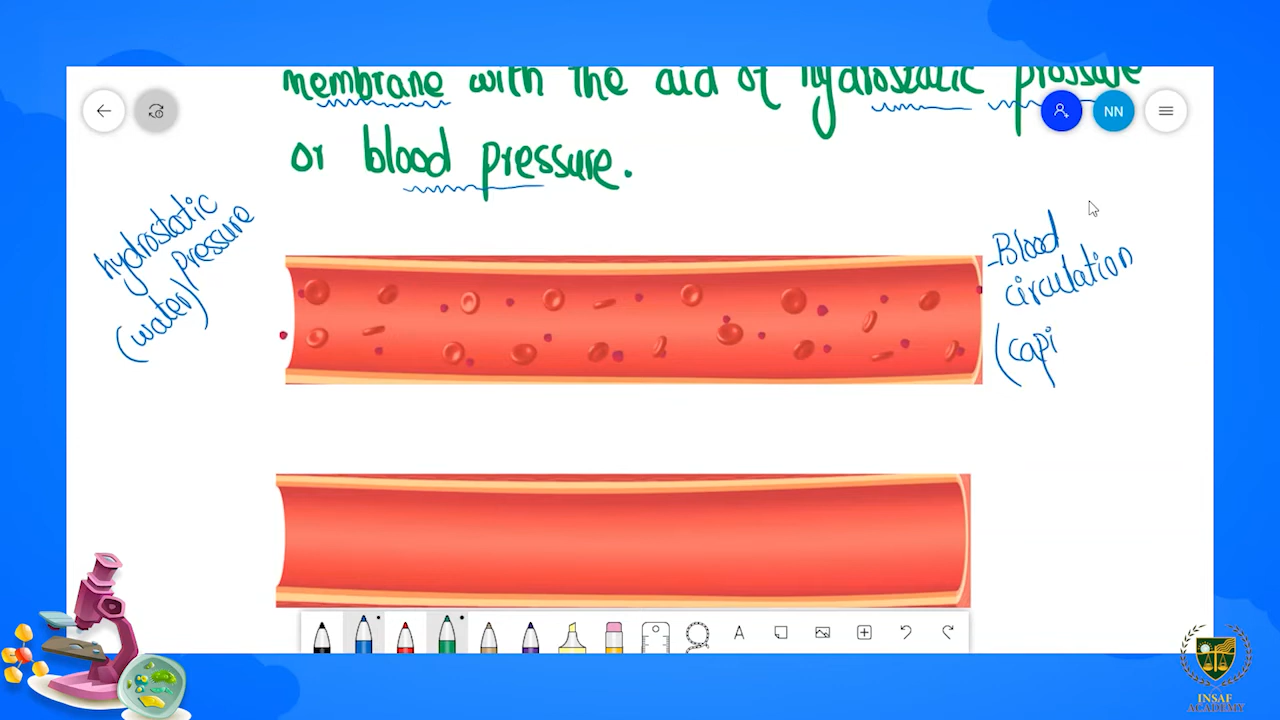 membrane with the aid of hydrostatic pressure
or blood pressure.
hydrostatic
pressure
(water)
-Blood
circulation
(capi
NN
A
INSAF
ACADEMY